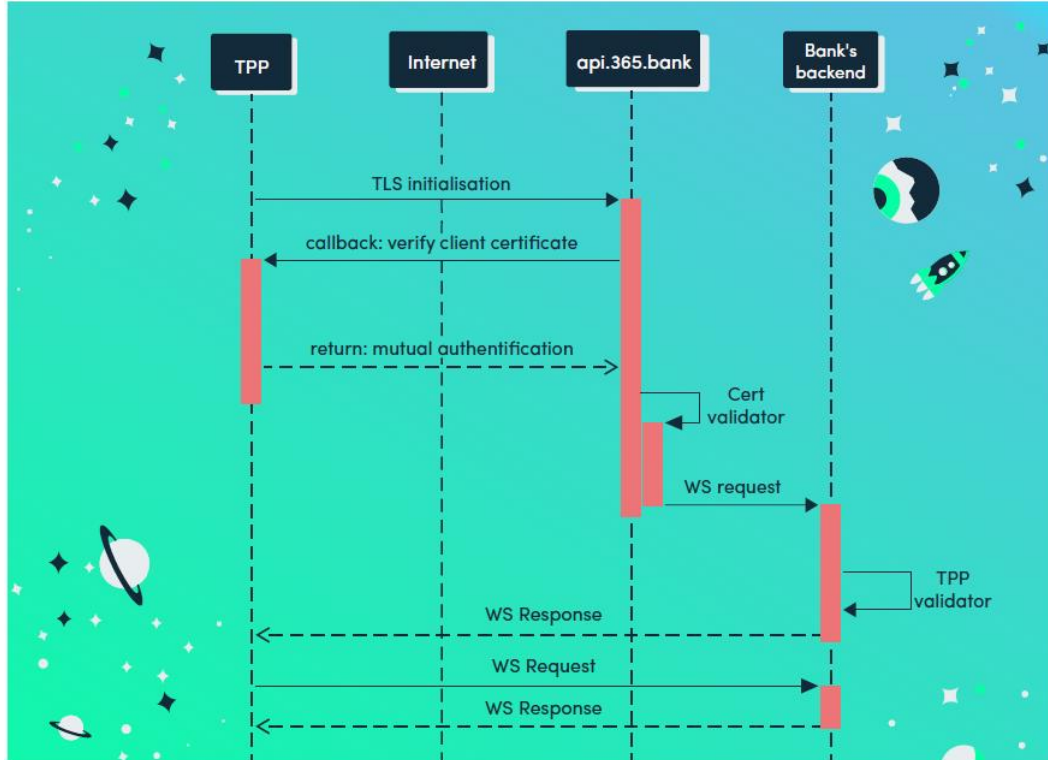 TPP
Internet
api.365.bank
Bank's
backend
TLS initialisation
callback: verify client certificate
return: mutual authentification
Cert
validator
WS request
TPP
validator
WS Response
WS Request
WS Response